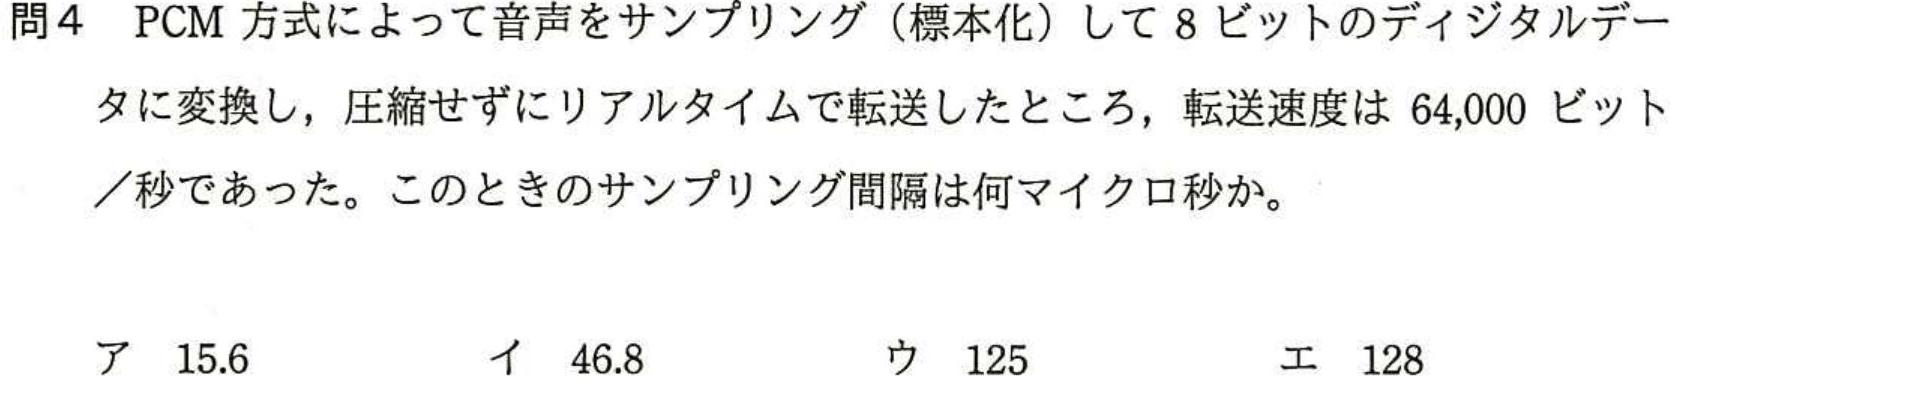 問4 PCM 方式によって音声をサンプリング（標本化）して 8 ビットのディジタルデー
タに変換し，圧縮せずにリアルタイムで転送したところ，転送速度は 64,000 ビット
／秒であった。このときのサンプリング間隔は何マイクロ秒か。
ア 15.6 イ 46.8 ウ 125 エ 128